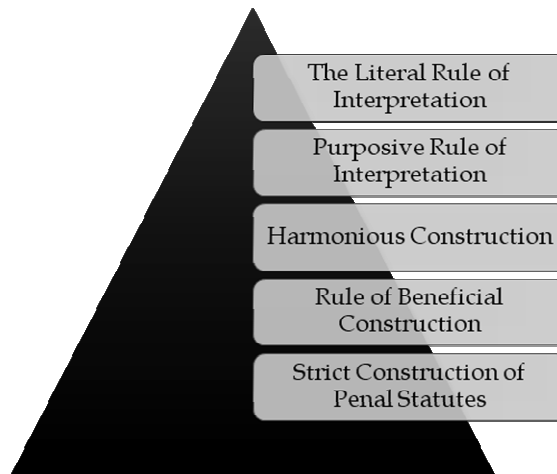 The Literal Rule of
Interpretation
Purposive Rule of
Interpretation
Harmonious Construction
Rule of Beneficial
Construction
Strict Construction of
Penal Statutes